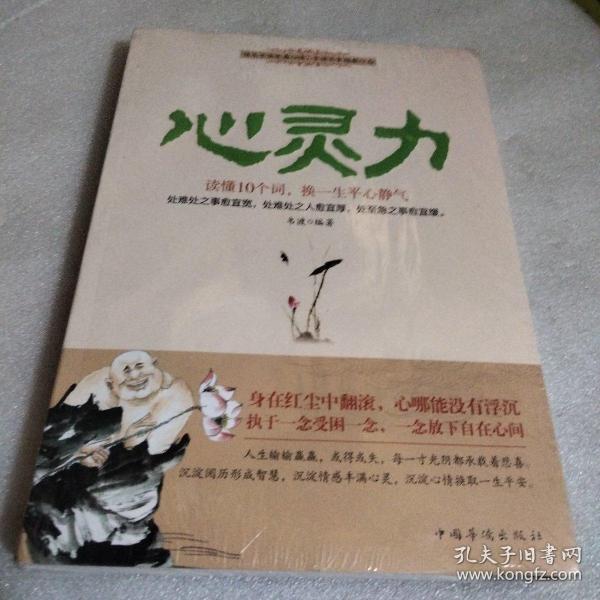 心灵力
读懂10个词，换一生平心静气
处难处之事愈宜宽，处难处之人愈宜厚，处至急之事愈宜缓。
韦渡◎编著
身在红尘中翻滚，心哪能没有浮沉
执于一念受困一念，一念放下自在心间
人生输输赢赢，或得或失，每一寸光阴都承载着悲喜。
沉淀阅历形成智慧，沉淀情感丰满心灵，沉淀心情换取一生平安。
中国华侨出版社
孔夫子旧书网
www.kongfz.com